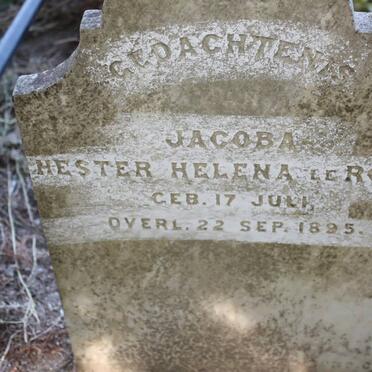 GEDACHTENIS
JACOBA
HESTER HELENA LE
GEB. 17 JULI,
OVERL. 22 SEP. 1895.